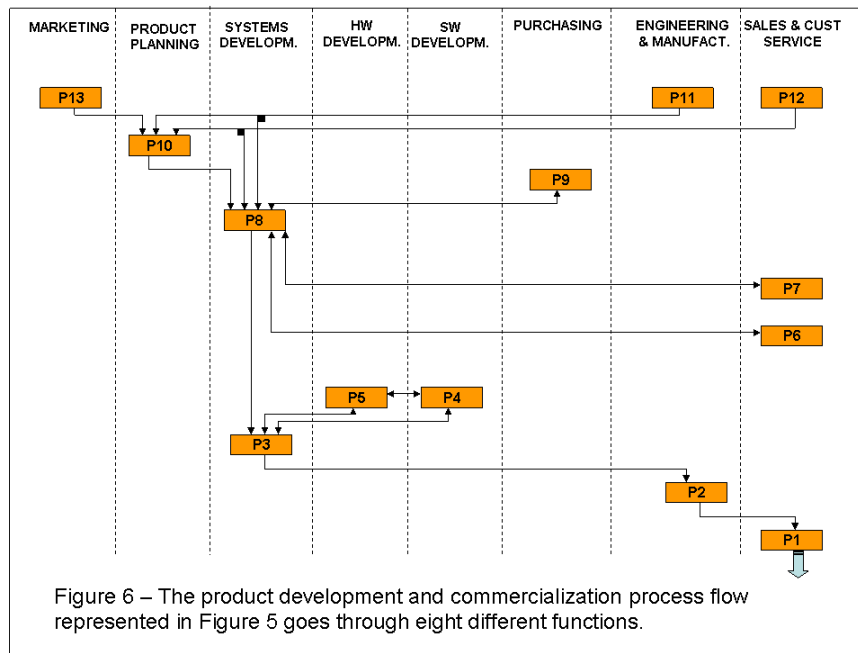 MARKETING
PRODUCT
PLANNING
SYSTEMS
DEVELOPM.
HW
DEVELOPM.
SW
DEVELOPM.
PURCHASING
ENGINEERING
& MANUFACT.
SALES & CUST
SERVICE
P13
P11
P12
P10
P9
P8
P7
P6
P5
P4
P3
P2
P1
Figure 6 – The product development and commercialization process flow
represented in Figure 5 goes through eight different functions.